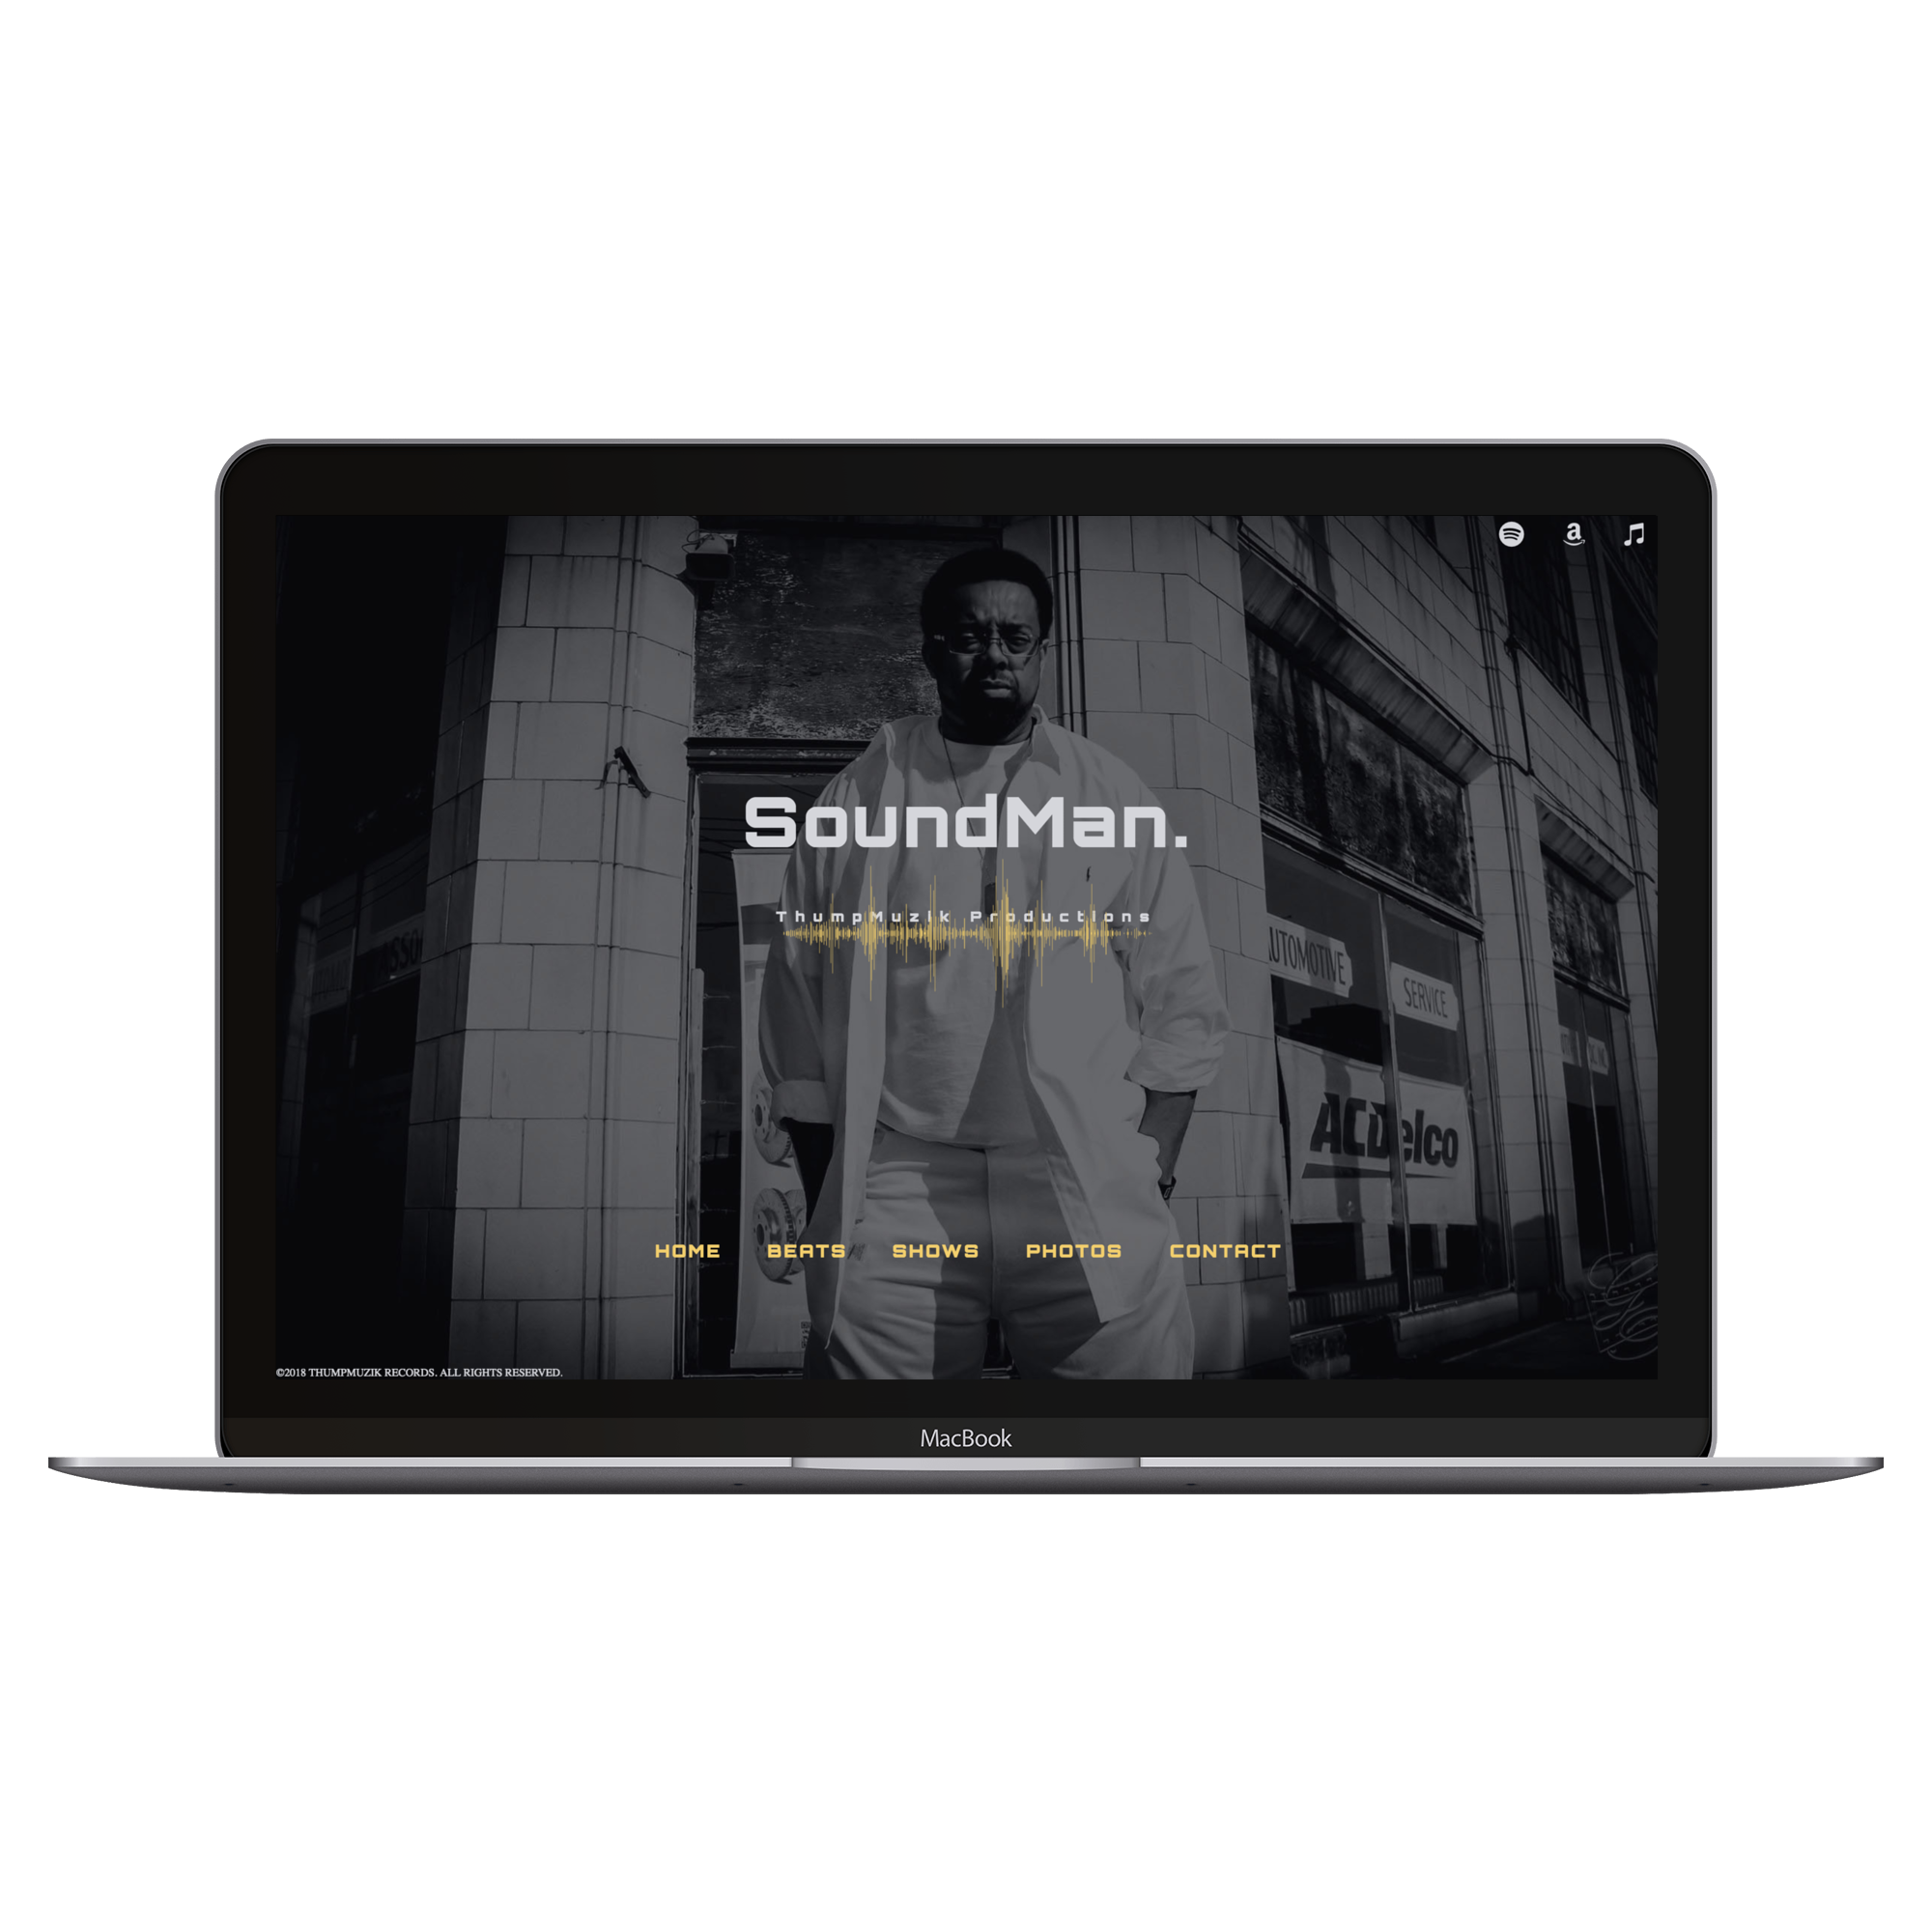 a
SoundMan.
ThumpMuzik Productions
AUTOMOTIVE
SERVICE
ACDelco
HOME BEATS SHOWS PHOTOS CONTACT
©2018 THUMPMUZIK RECORDS. ALL RIGHTS RESERVED.
MacBook